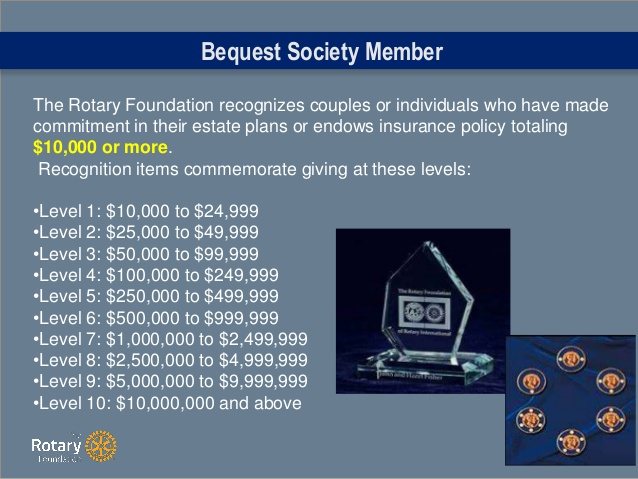 Bequest Society Member
The Rotary Foundation recognizes couples or individuals who have made
commitment in their estate plans or endows insurance policy totaling
$10,000 or more.
Recognition items commemorate giving at these levels:
•Level 1: $10,000 to $24,999
•Level 2: $25,000 to $49,999
•Level 3: $50,000 to $99,999
•Level 4: $100,000 to $249,999
•Level 5: $250,000 to $499,999
•Level 6: $500,000 to $999,999
•Level 7: $1,000,000 to $2,499,999
•Level 8: $2,500,000 to $4,999,999
•Level 9: $5,000,000 to $9,999,999
•Level 10: $10,000,000 and above
The Rotary Foundation
of Rotary International
Rotary
Foundation